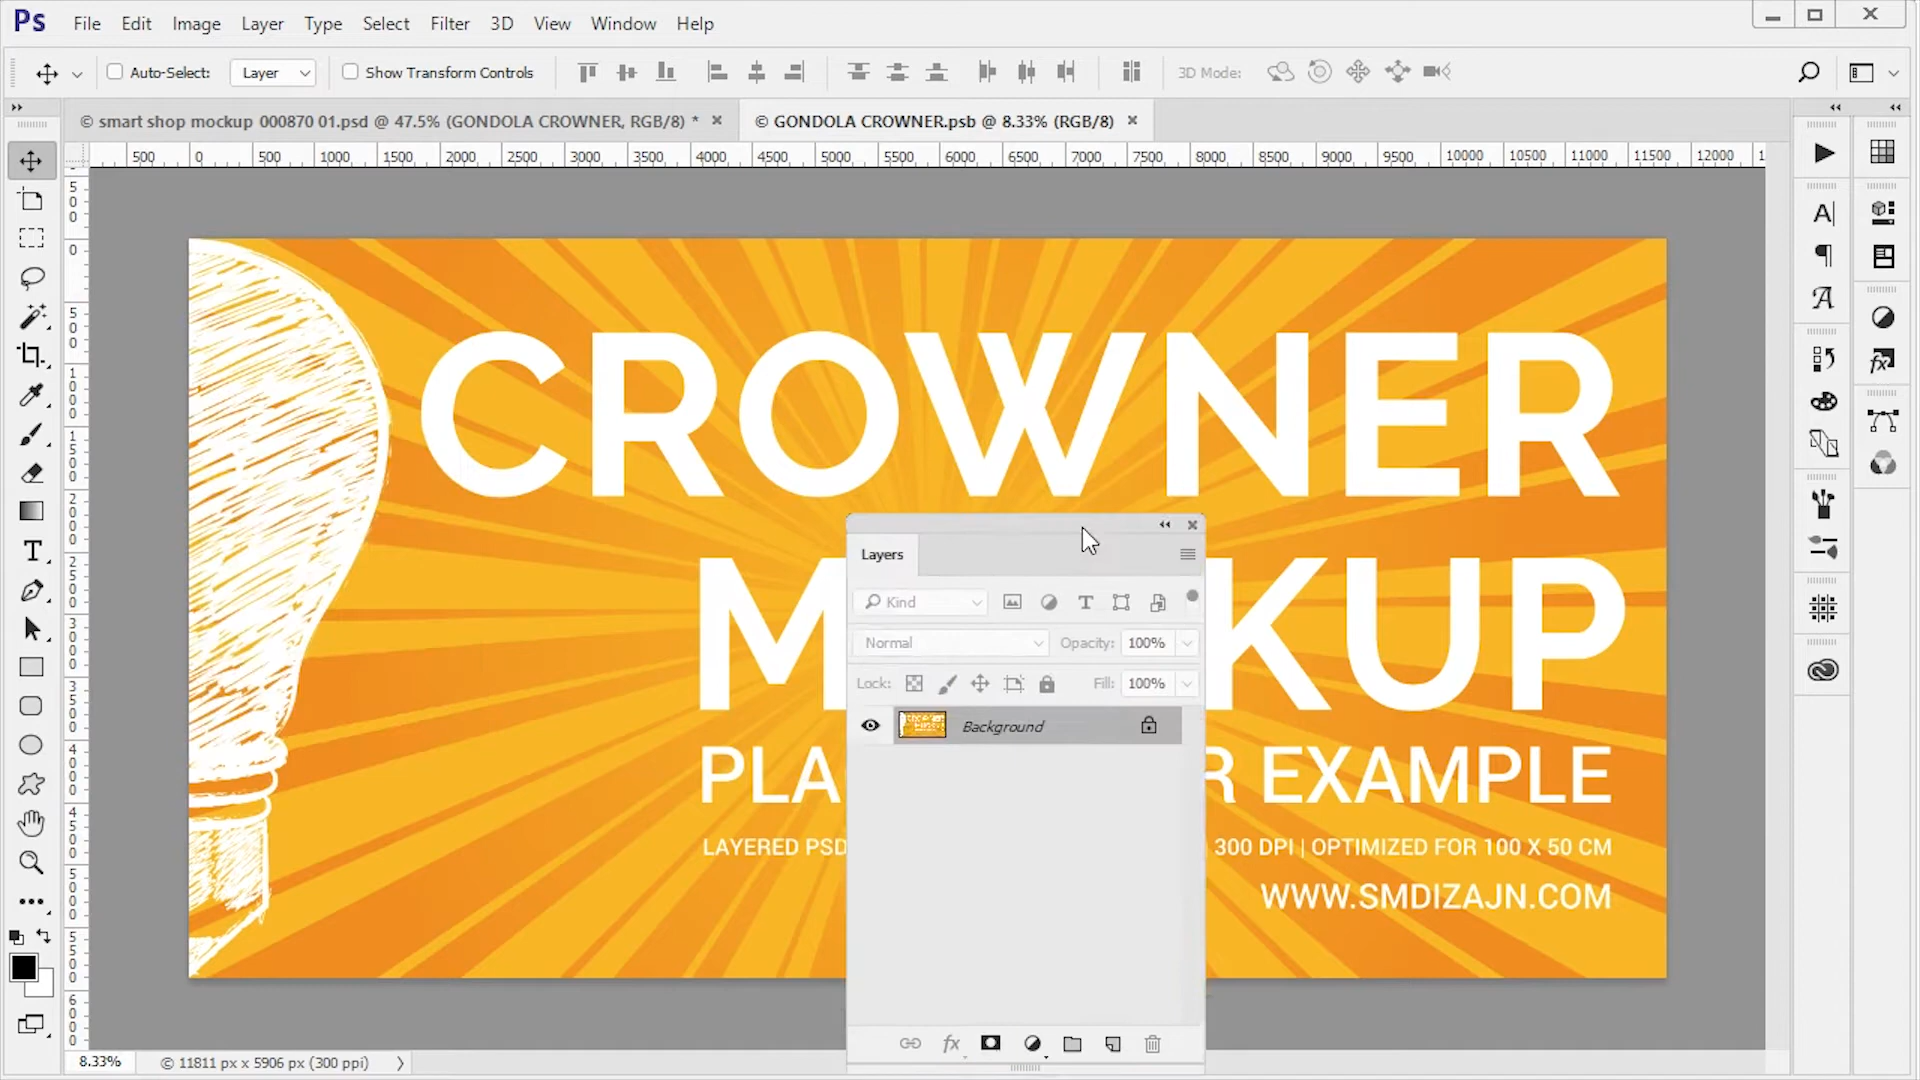 Ps File Edit Image Layer Type Select Filter 3D View Window Help
Auto-Select: Layer Show Transform Controls 3D Mode:
© smart shop mockup 000870 01.psd @ 47.5% (GONDOLA CROWNER, RGB/8) * × © GONDOLA CROWNER.psb @ 8.33% (RGB/8) ×
500 0 500 1000 1500 2000 2500 3000 3500 4000 4500 5000 5500 6000 6500 7000 7500 8000 8500 9000 9500 10000 10500 11000 11500 12000
CROWNER
Layers
M KUP
Kind
Normal Opacity: 100%
Lock: Fill: 100%
Background
PLA R EXAMPLE
LAYERED PSD 300 DPI | OPTIMIZED FOR 100 X 50 CM
WWW.SMDIZAJN.COM
fx
8.33% © 11811 px x 5906 px (300 ppi)